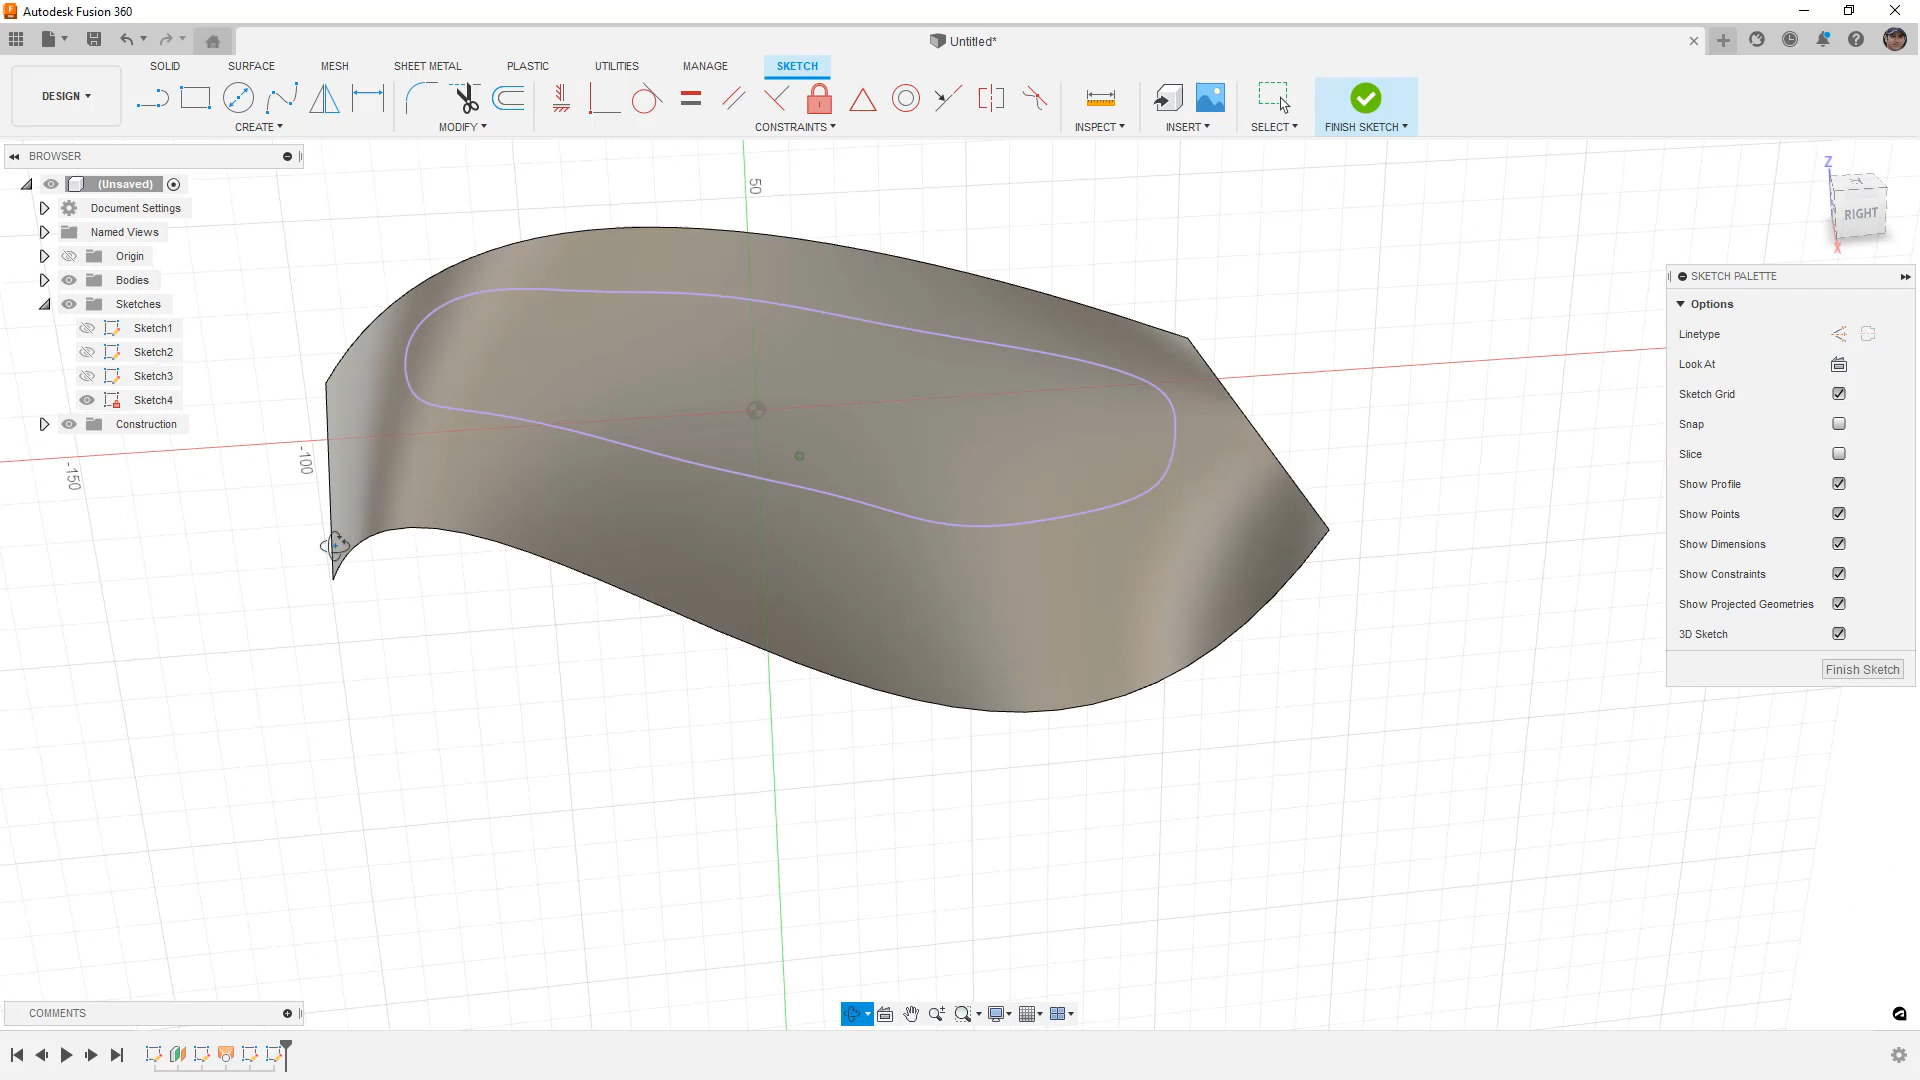 Autodesk Fusion 360
Untitled*
SOLID
SURFACE
MESH
SHEET METAL
PLASTIC
UTILITIES
MANAGE
SKETCH
DESIGN
CREATE
MODIFY
CONSTRAINTS
INSPECT
INSERT
SELECT
FINISH SKETCH
BROWSER
(Unsaved)
Document Settings
Named Views
Origin
Bodies
Sketches
Sketch1
Sketch2
Sketch3
Sketch4
Construction
50
-100
-150
Z
RIGHT
X
SKETCH PALETTE
Options
Linetype
Look At
Sketch Grid
Snap
Slice
Show Profile
Show Points
Show Dimensions
Show Constraints
Show Projected Geometries
3D Sketch
Finish Sketch
COMMENTS